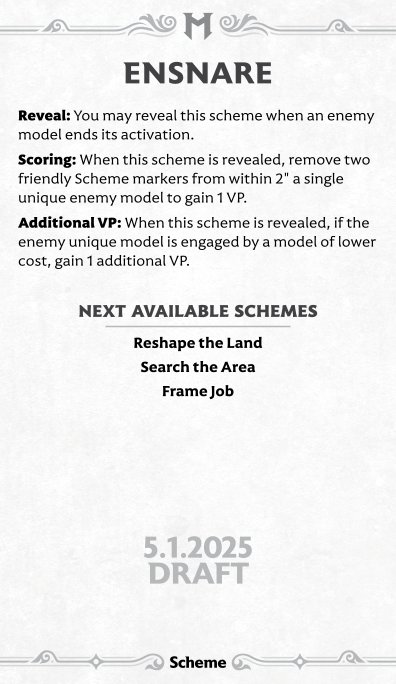 M
ENSNARE
Reveal: You may reveal this scheme when an enemy
model ends its activation.
Scoring: When this scheme is revealed, remove two
friendly Scheme markers from within 2" a single
unique enemy model to gain 1 VP.
Additional VP: When this scheme is revealed, if the
enemy unique model is engaged by a model of lower
cost, gain 1 additional VP.
NEXT AVAILABLE SCHEMES
Reshape the Land
Search the Area
Frame Job
5.1.2025
DRAFT
Scheme